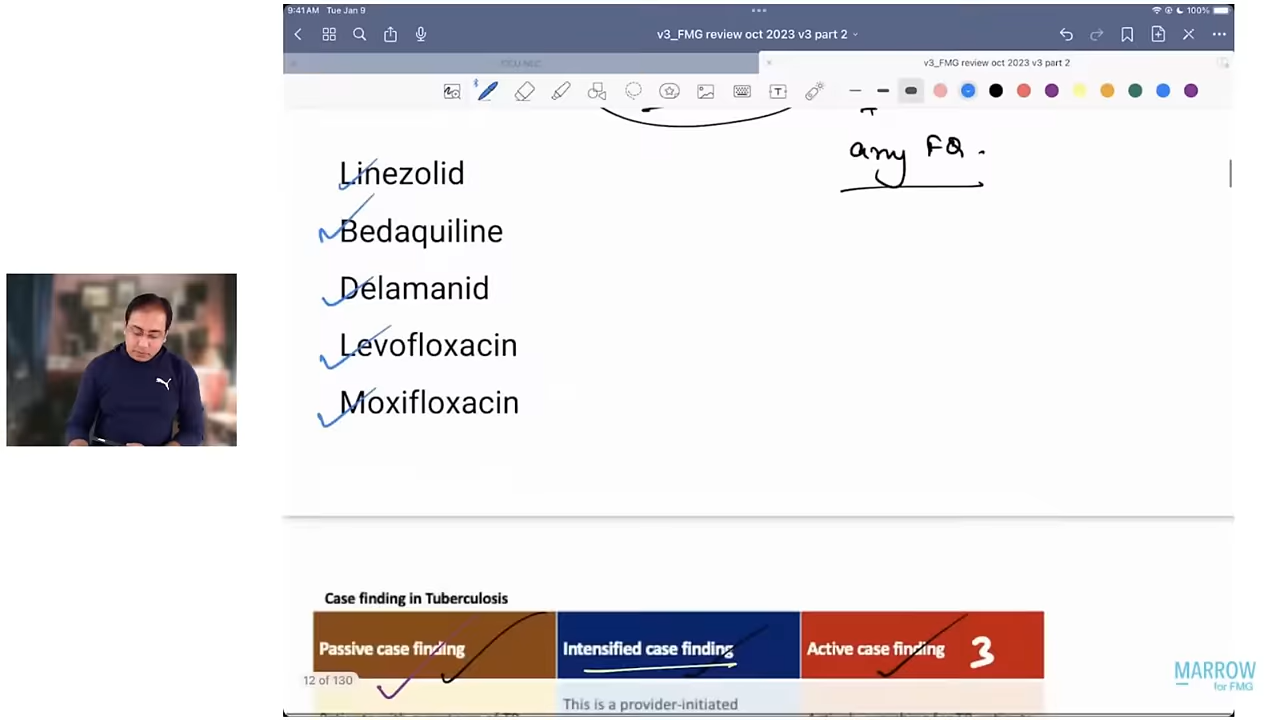 9:41 AM Tue Jan 9
100%
v3_FMG review oct 2023 v3 part 2
v3_FMG review oct 2023 v3 part 2
any FQ.
Linezolid
Bedaquiline
Delamanid
Levofloxacin
Moxifloxacin
Case finding in Tuberculosis
Passive case finding
Intensified case finding
Active case finding 3
12 of 130
This is a provider-initiated
MARROW
for FMG